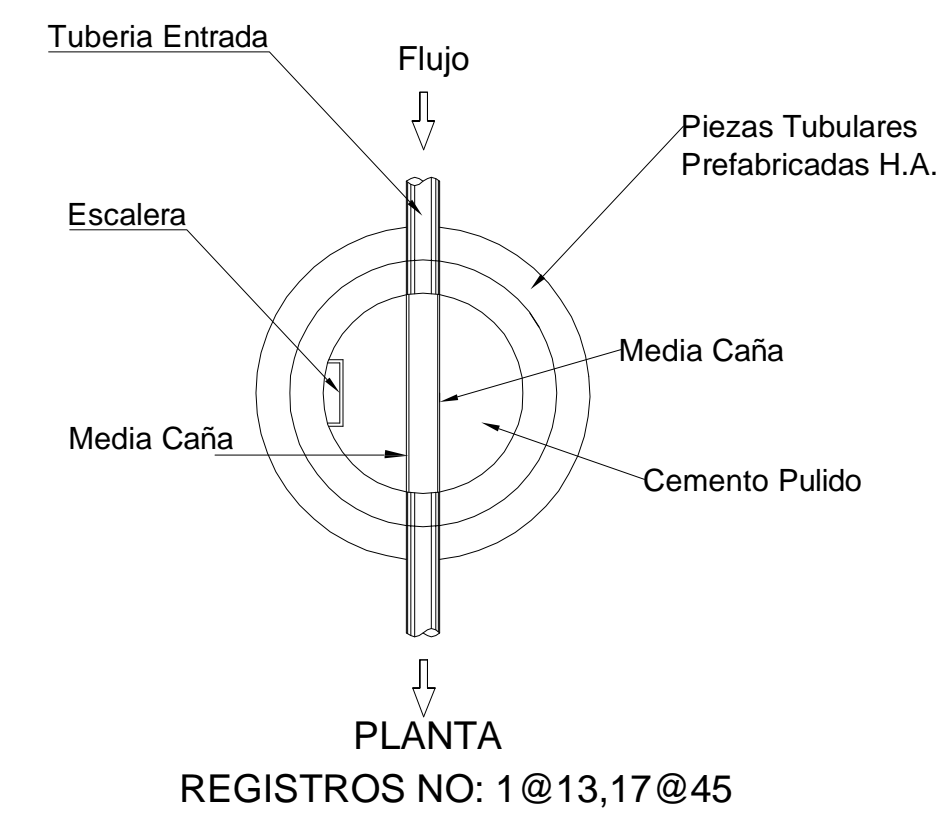 Tuberia Entrada
Flujo
Piezas Tubulares
Prefabricadas H.A.
Escalera
Media Caña
Media Caña
Cemento Pulido
PLANTA
REGISTROS NO: 1@13,17@45